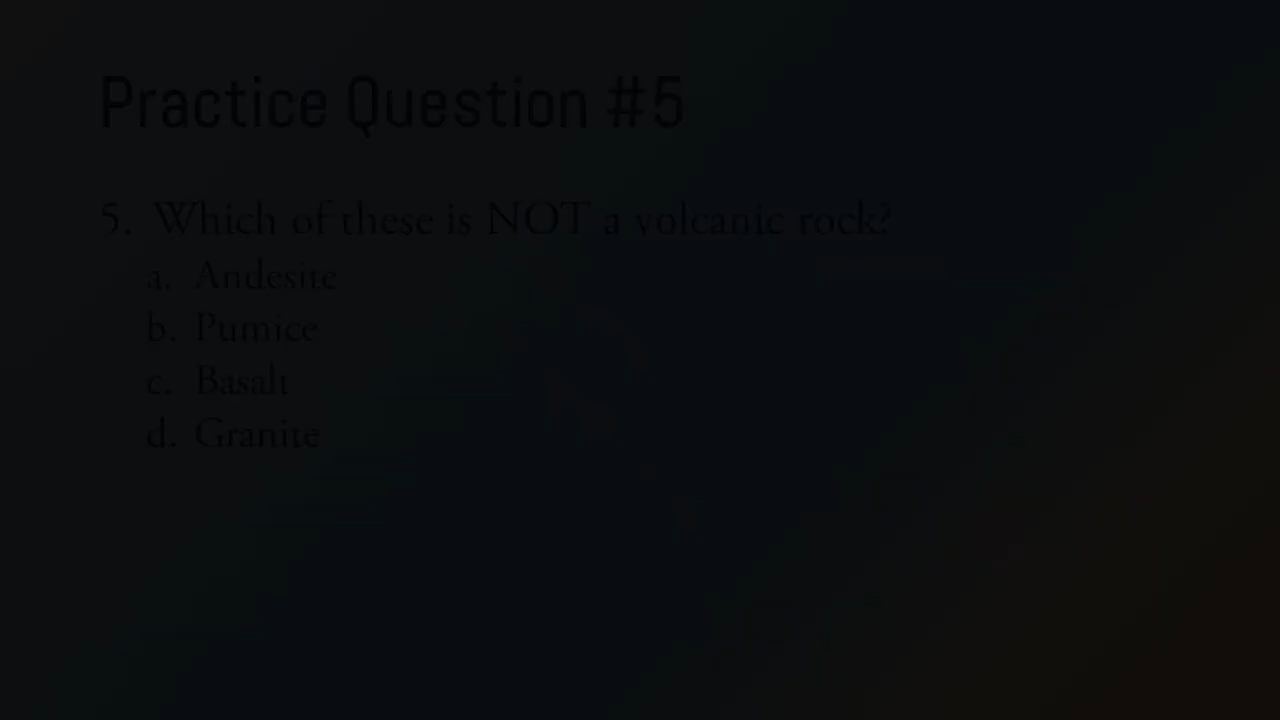 Practice Question #5
5. Which of these is NOT a volcanic rock?
a. Andesite
b. Pumice
c. Basalt
d. Granite